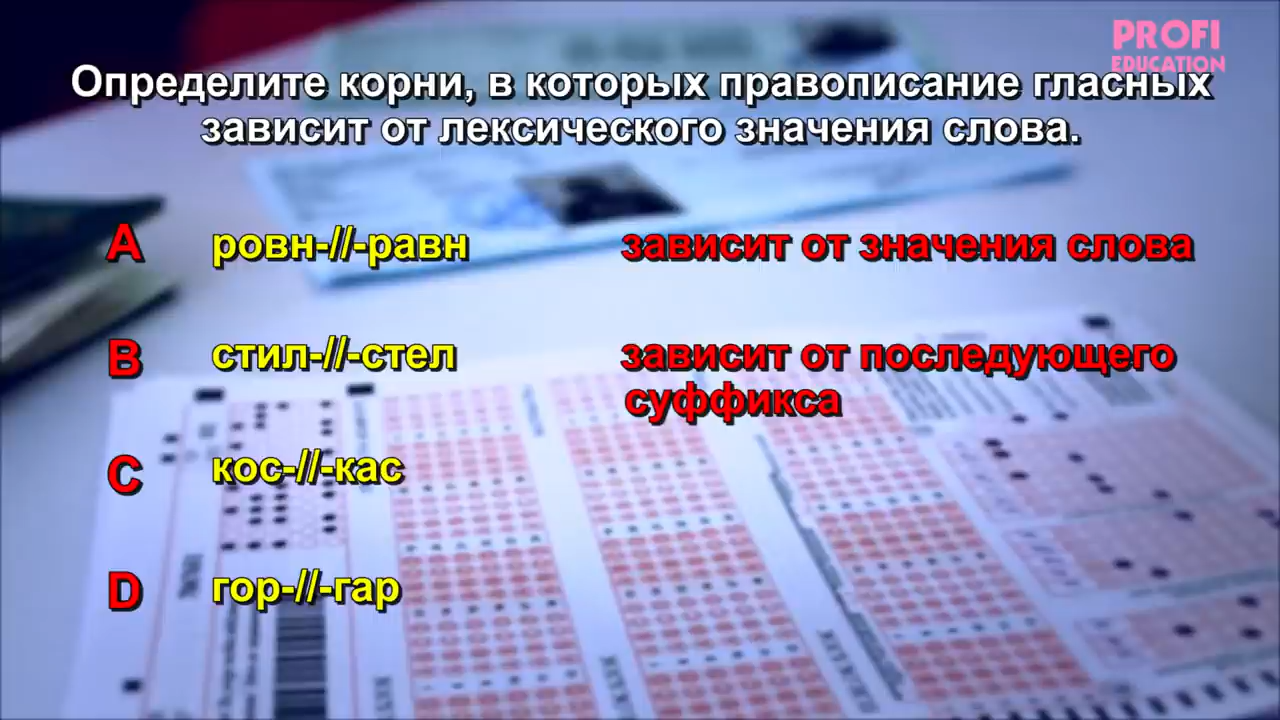 PROFI
EDUCATION
Определите корни, в которых правописание гласных
зависит от лексического значения слова.
A ровн-//-равн зависит от значения слова
B стил-//-стел зависит от последующего
суффикса
C кос-//-кас
D гор-//-гар